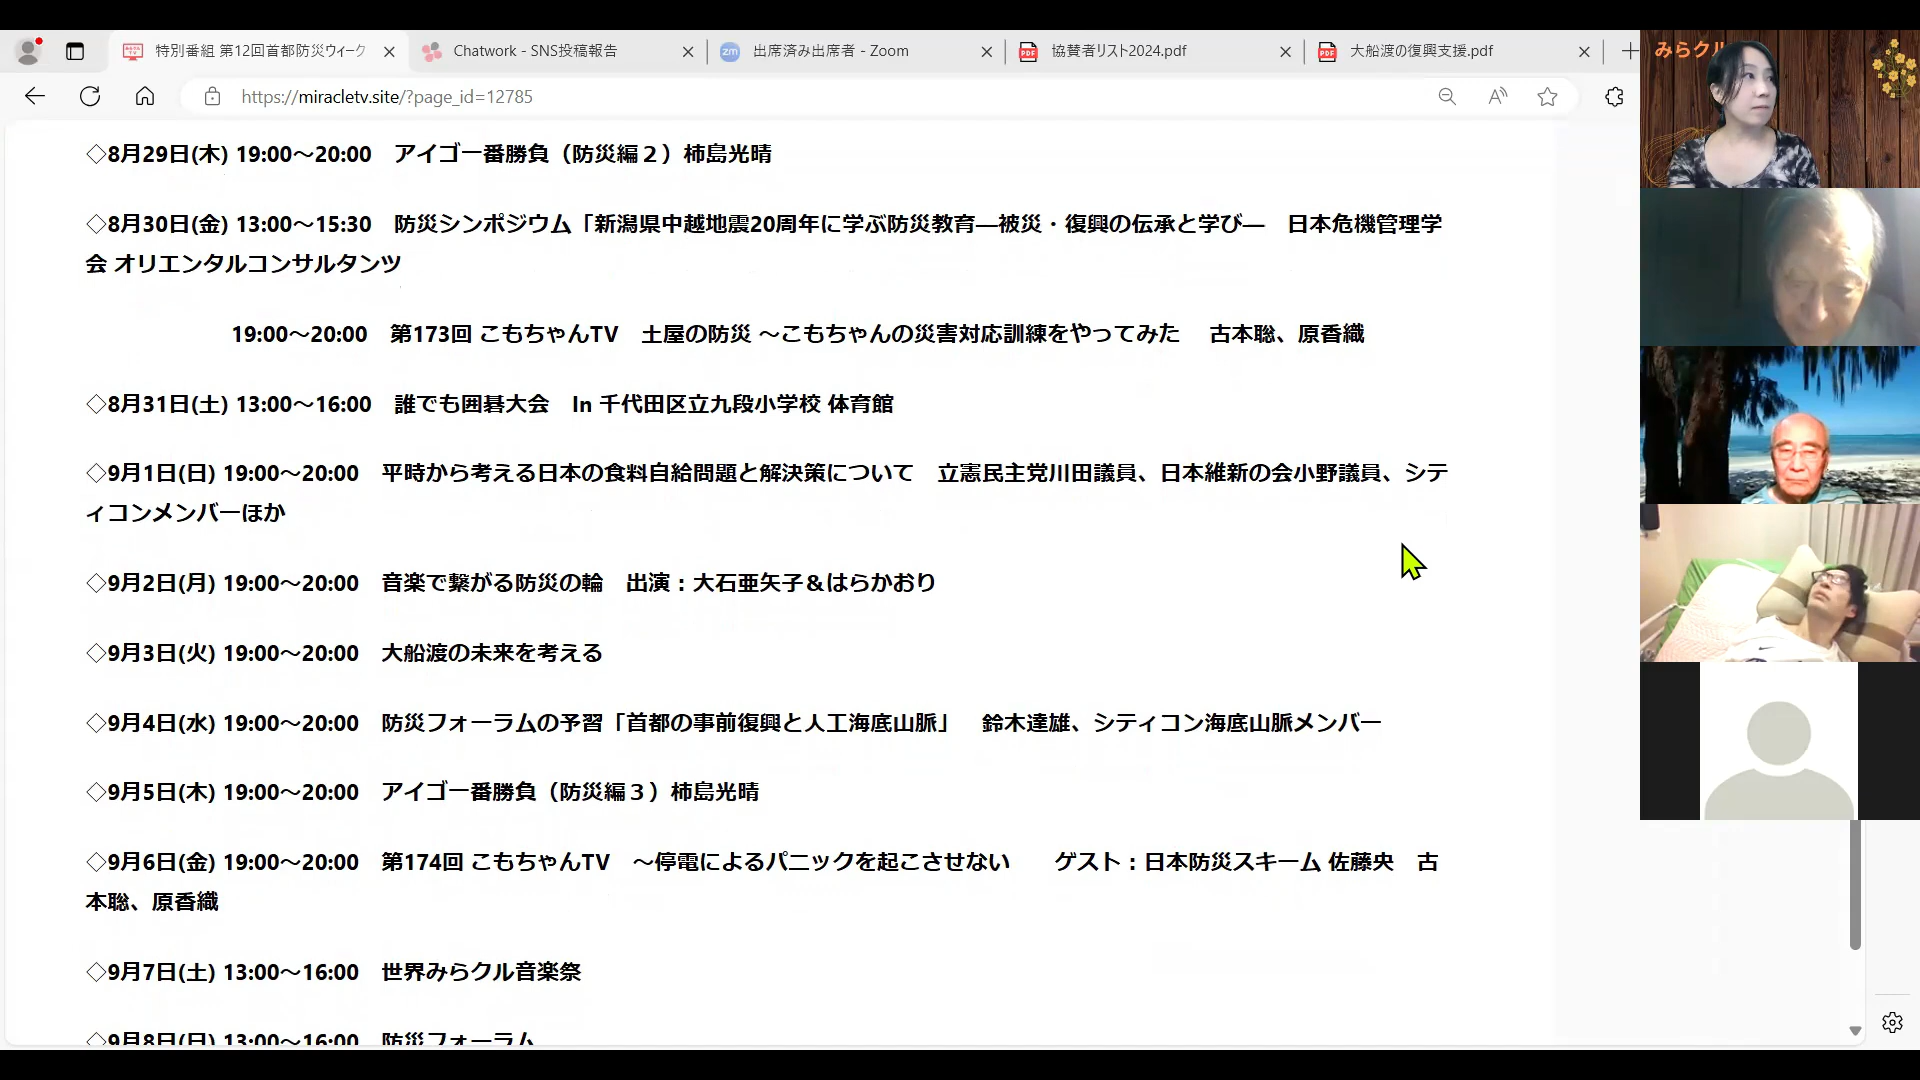 特別番組 第12回首都防災ウィーク
Chatwork - SNS投稿報告
zm 出席済み出席者 - Zoom
PDF 協賛者リスト2024.pdf
PDF 大船渡の復興支援.pdf
https://miracletv.site/?page_id=12785
みらクル
◇8月29日(木) 19:00～20:00　アイゴー番勝負（防災編２）柿島光晴
◇8月30日(金) 13:00～15:30　防災シンポジウム「新潟県中越地震20周年に学ぶ防災教育―被災・復興の伝承と学び―　日本危機管理学
会 オリエンタルコンサルタンツ
19:00～20:00　第173回 こもちゃんTV　土屋の防災 ～こもちゃんの災害対応訓練をやってみた　古本聡、原香織
◇8月31日(土) 13:00～16:00　誰でも囲碁大会　In 千代田区立九段小学校 体育館
◇9月1日(日) 19:00～20:00　平時から考える日本の食料自給問題と解決策について　立憲民主党川田議員、日本維新の会小野議員、シテ
ィコンメンバーほか
◇9月2日(月) 19:00～20:00　音楽で繋がる防災の輪　出演：大石亜矢子＆はらかおり
◇9月3日(火) 19:00～20:00　大船渡の未来を考える
◇9月4日(水) 19:00～20:00　防災フォーラムの予習「首都の事前復興と人工海底山脈」　鈴木達雄、シティコン海底山脈メンバー
◇9月5日(木) 19:00～20:00　アイゴー番勝負（防災編３）柿島光晴
◇9月6日(金) 19:00～20:00　第174回 こもちゃんTV　～停電によるパニックを起こさせない　　ゲスト：日本防災スキーム 佐藤央　古
本聡、原香織
◇9月7日(土) 13:00～16:00　世界みらクル音楽祭
◇9月8日(日) 13:00～16:00　防災フォーラム